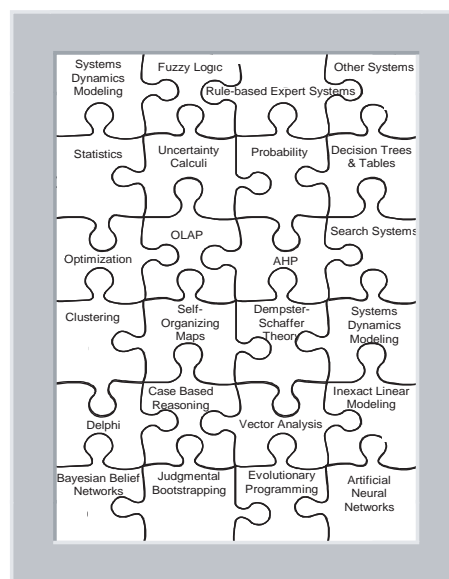 Systems
Dynamics
Modeling
Fuzzy Logic
Other Systems
Rule-based Expert Systems
Statistics
Uncertainty
Calculi
Probability
Decision Trees
& Tables
Optimization
OLAP
AHP
Search Systems
Clustering
Self-
Organizing
Maps
Dempster-
Schaffer
Theory
Systems
Dynamics
Modeling
Delphi
Case Based
Reasoning
Vector Analysis
Inexact Linear
Modeling
Bayesian Belief
Networks
Judgmental
Bootstrapping
Evolutionary
Programming
Artificial
Neural
Networks